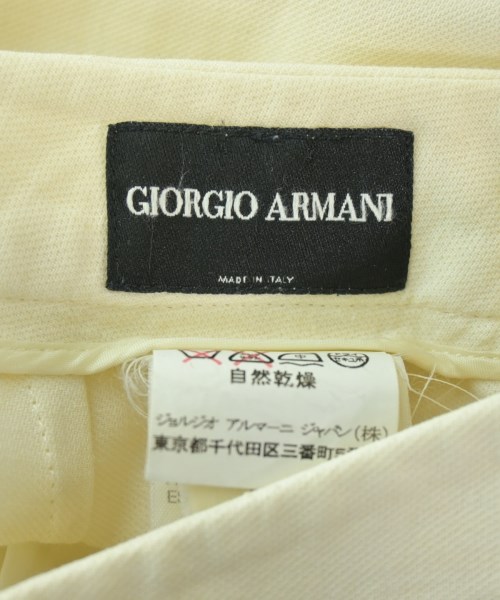 GIORGIO ARMANI
MADE IN ITALY
自然乾燥
ジョルジオ アルマーニ ジャパン(株)
東京都千代田区三番町